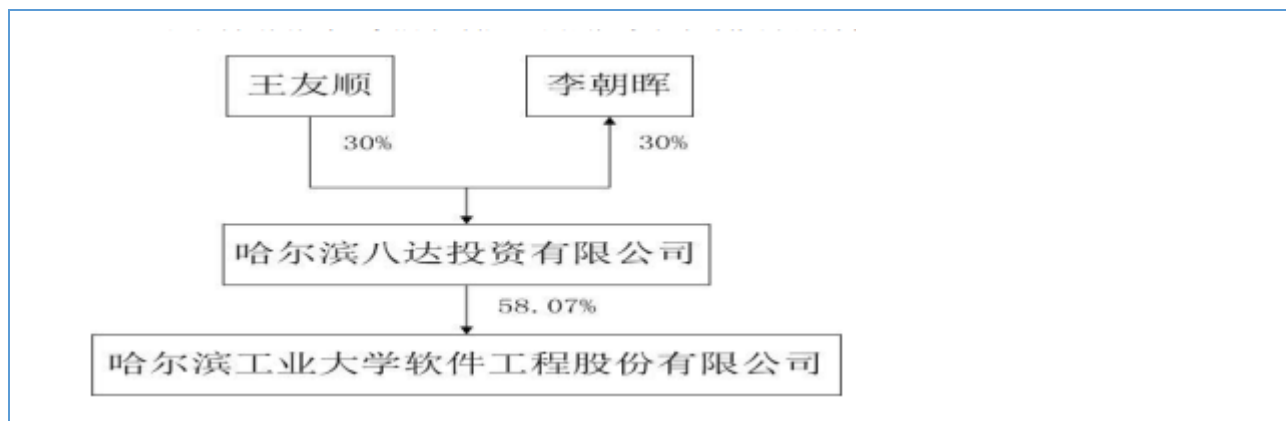 王友顺 李朝晖
30% 30%
哈尔滨八达投资有限公司
58.07%
哈尔滨工业大学软件工程股份有限公司